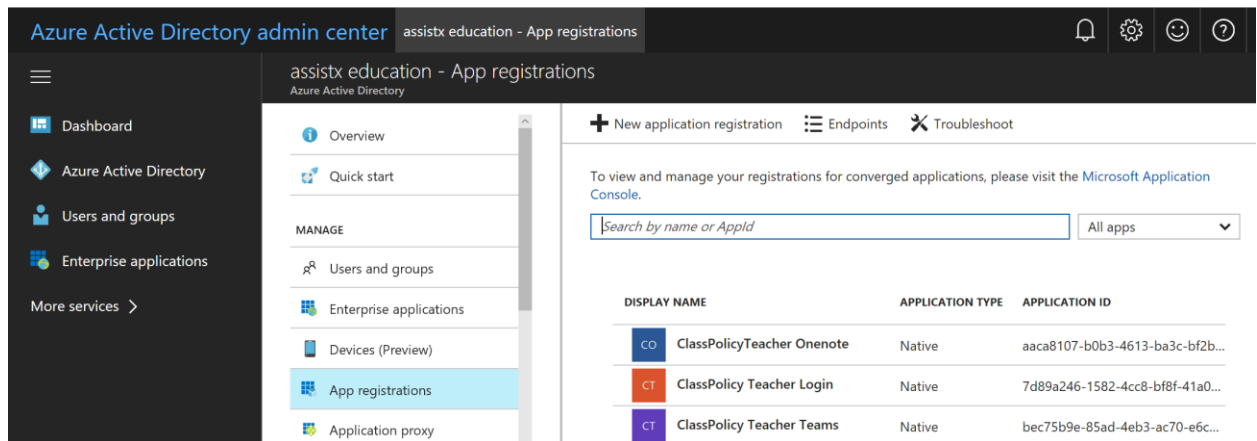 Azure Active Directory admin center assistx education - App registrations
assistx education - App registrations
Azure Active Directory
Dashboard
Azure Active Directory
Users and groups
Enterprise applications
More services
Overview
Quick start
MANAGE
Users and groups
Enterprise applications
Devices (Preview)
App registrations
Application proxy
New application registration Endpoints Troubleshoot
To view and manage your registrations for converged applications, please visit the Microsoft Application
Console.
Search by name or AppId All apps
DISPLAY NAME APPLICATION TYPE APPLICATION ID
CO ClassPolicyTeacher Onenote Native aaca8107-b0b3-4613-ba3c-bf2b...
CT ClassPolicy Teacher Login Native 7d89a246-1582-4cc8-bf8f-41a0...
CT ClassPolicy Teacher Teams Native bec75b9e-85ad-4eb3-ac70-e6c...